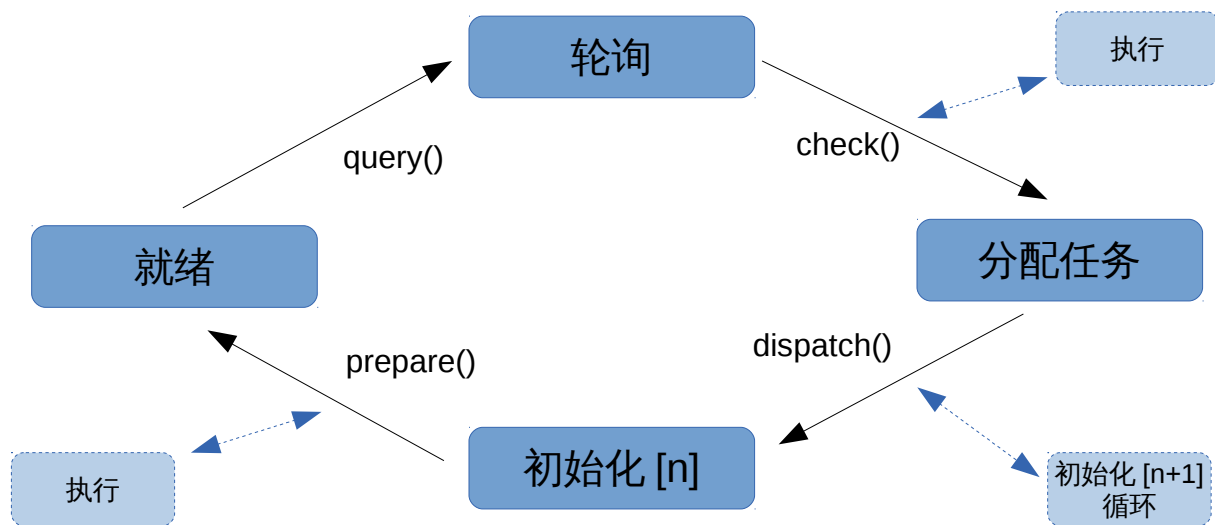 轮询
执行
check()
query()
就绪
分配任务
dispatch()
prepare()
初始化 [n]
执行
初始化 [n+1]
循环